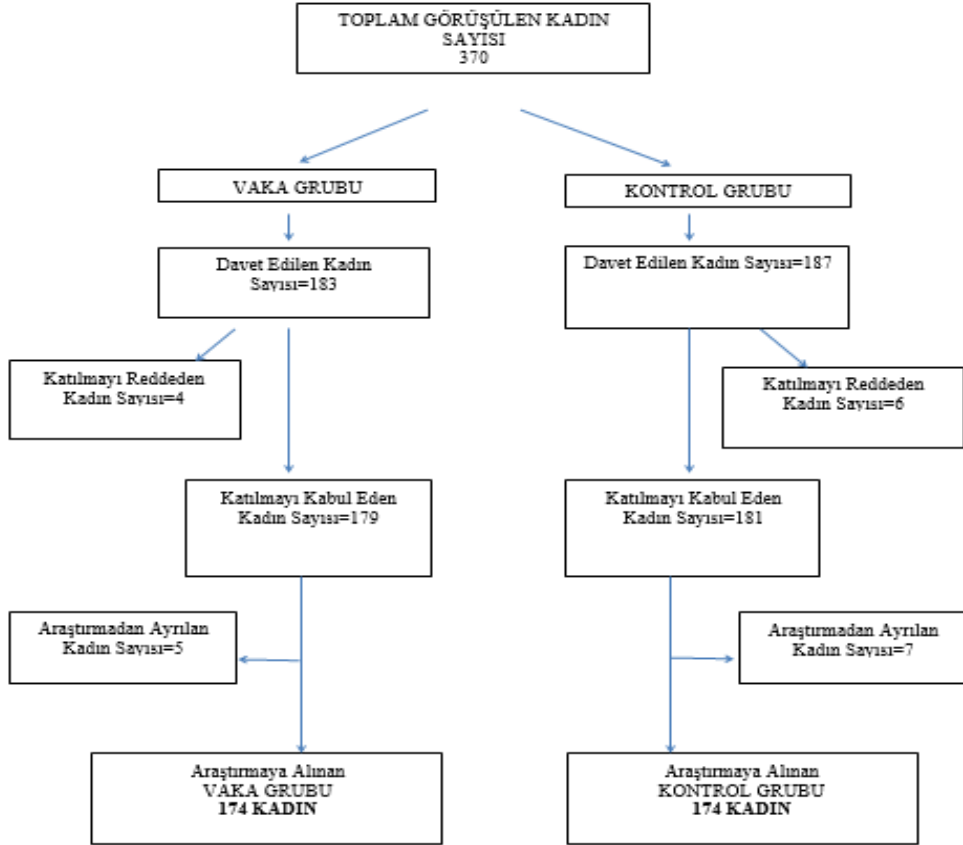 TOPLAM GÖRÜŞÜLEN KADIN
SAYISI
370
VAKA GRUBU
KONTROL GRUBU
Davet Edilen Kadın
Sayısı=183
Davet Edilen Kadın Sayısı=187
Katılmayı Reddeden
Kadın Sayısı=4
Katılmayı Reddeden
Kadın Sayısı=6
Katılmayı Kabul Eden
Kadın Sayısı=179
Katılmayı Kabul Eden
Kadın Sayısı=181
Araştırmadan Ayrılan
Kadın Sayısı=5
Araştırmadan Ayrılan
Kadın Sayısı=7
Araştırmaya Alınan
VAKA GRUBU
174 KADIN
Araştırmaya Alınan
KONTROL GRUBU
174 KADIN